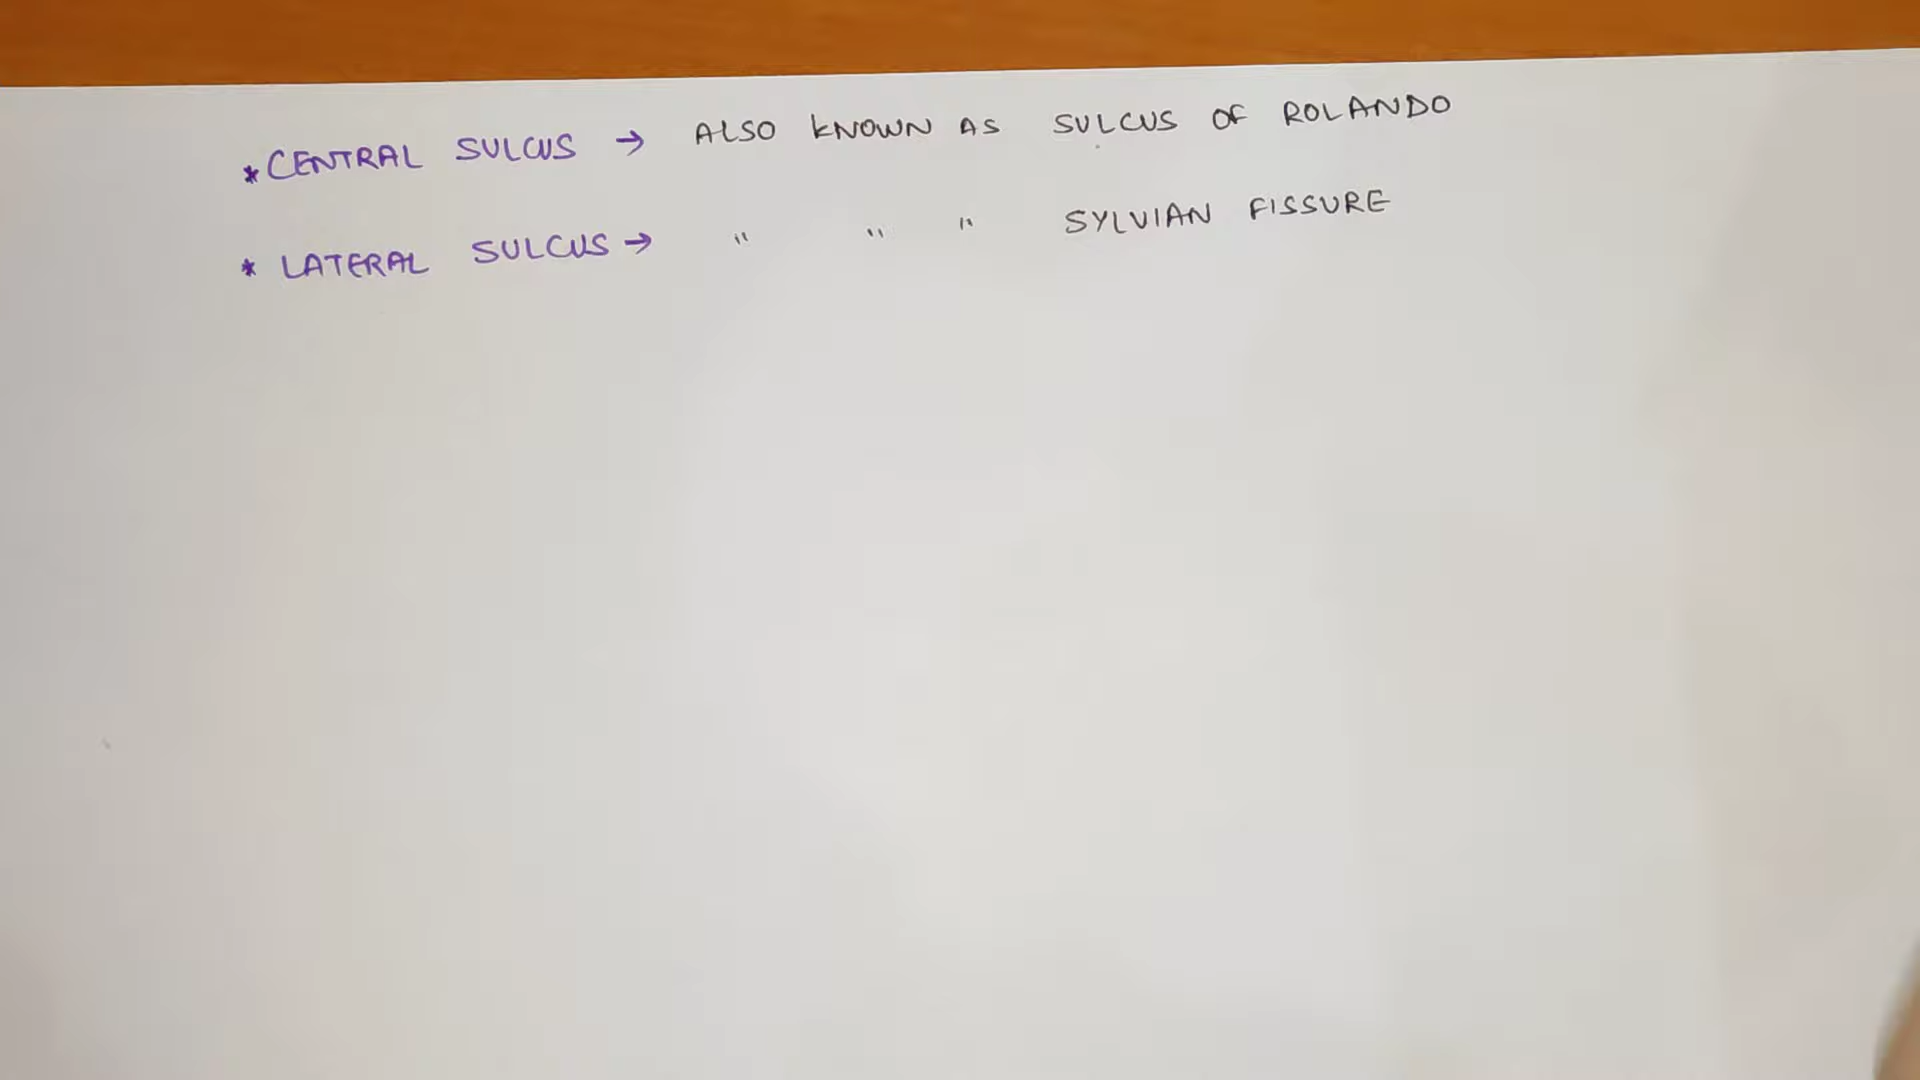 * CENTRAL SULCUS → ALSO KNOWN AS SULCUS OF ROLANDO
* LATERAL SULCUS → " " " SYLVIAN FISSURE